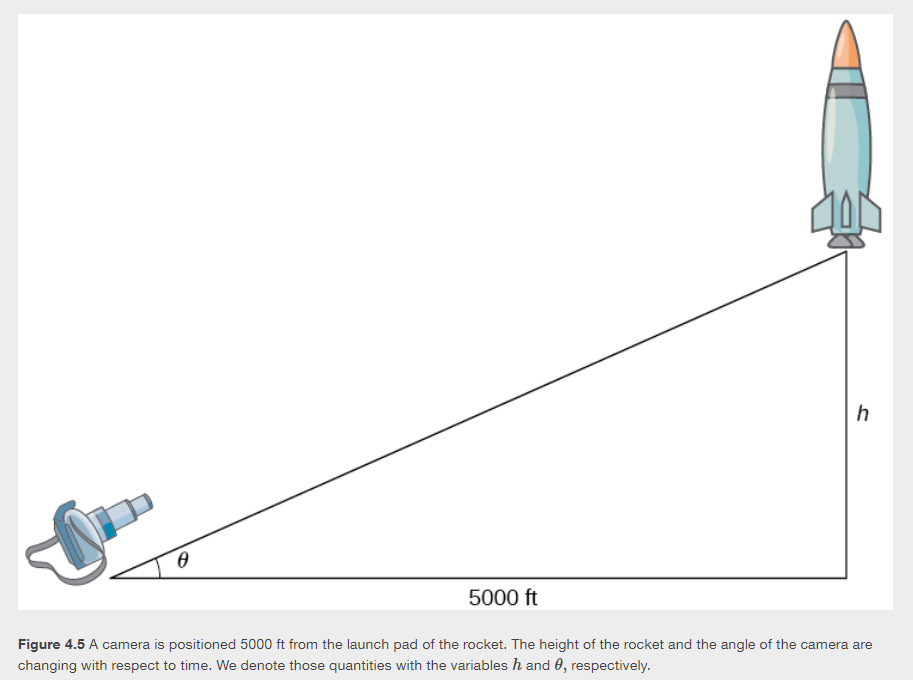 h
θ
5000 ft
Figure 4.5 A camera is positioned 5000 ft from the launch pad of the rocket. The height of the rocket and the angle of the camera are
changing with respect to time. We denote those quantities with the variables h and θ, respectively.